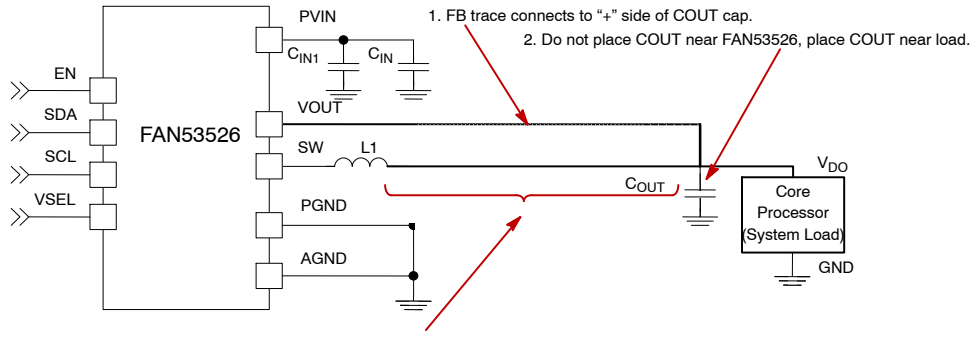 PVIN
1. FB trace connects to “+” side of COUT cap.
2. Do not place COUT near FAN53526, place COUT near load.
CIN1
CIN
EN
VOUT
SDA
FAN53526
SW
L1
SCL
VDO
COUT
VSEL
Core
Processor
(System Load)
PGND
AGND
GND